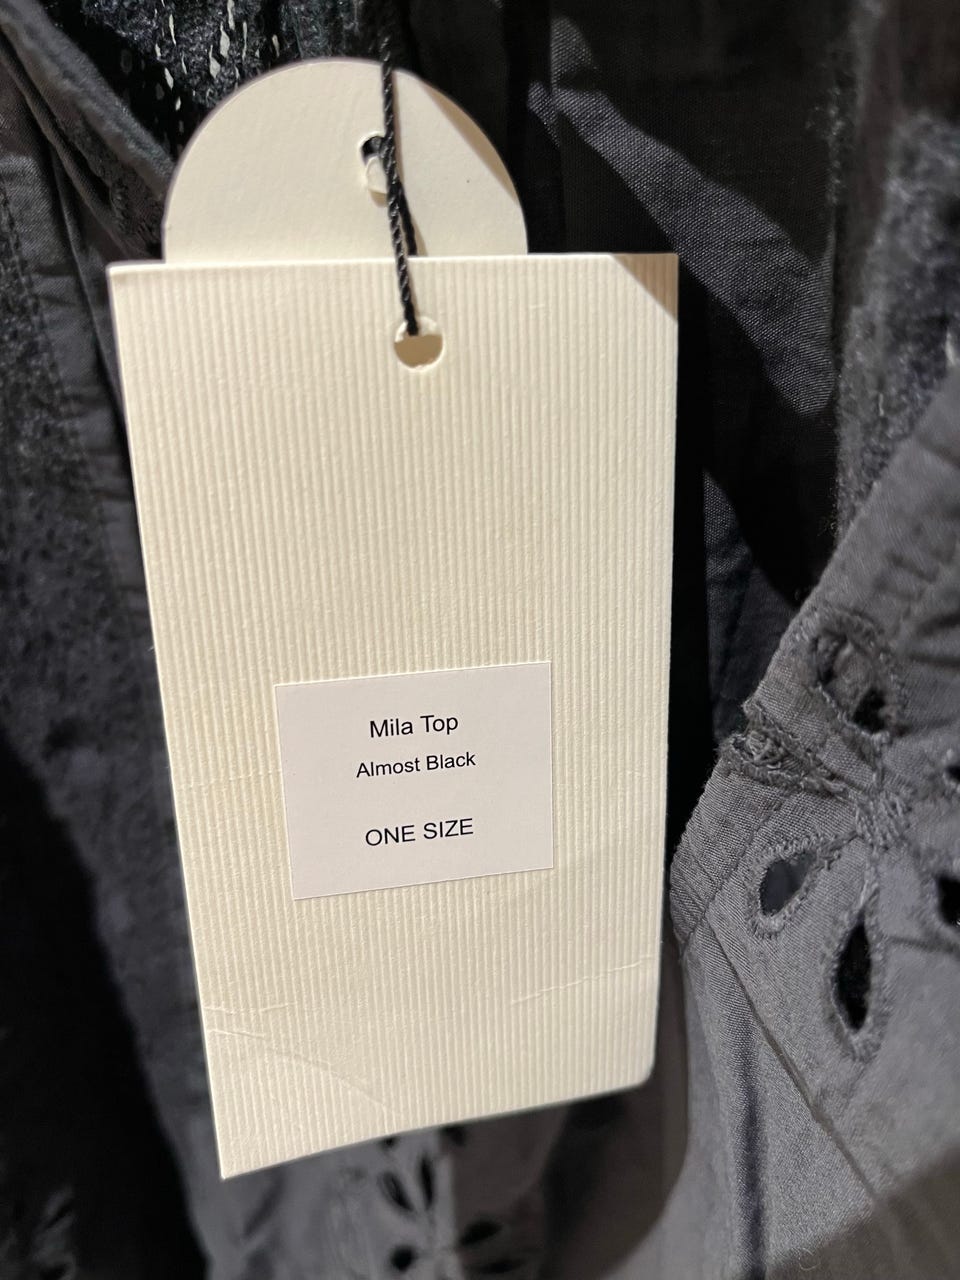 Mila Top
Almost Black
ONE SIZE